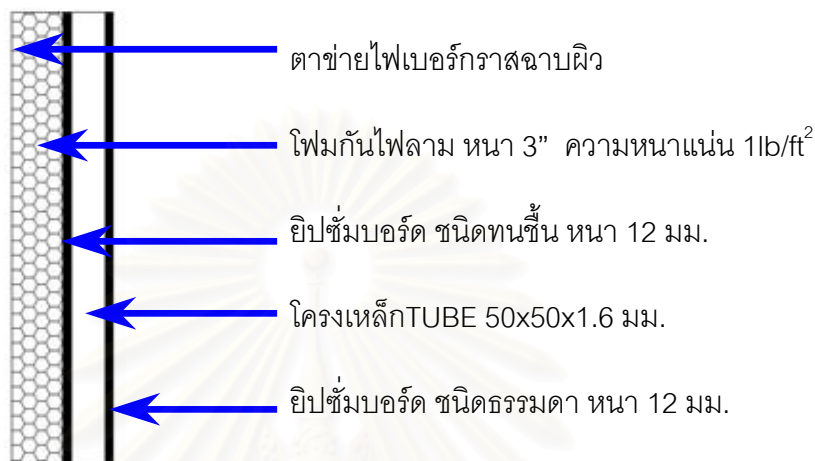 ตาข่ายไฟเบอร์กราสฉาบผิว
โฟมกันไฟลาม หนา 3” ความหนาแน่น 1lb/ft²
ยิปซั่มบอร์ด ชนิดทนชื้น หนา 12 มม.
โครงเหล็กTUBE 50x50x1.6 มม.
ยิปซั่มบอร์ด ชนิดธรรมดา หนา 12 มม.